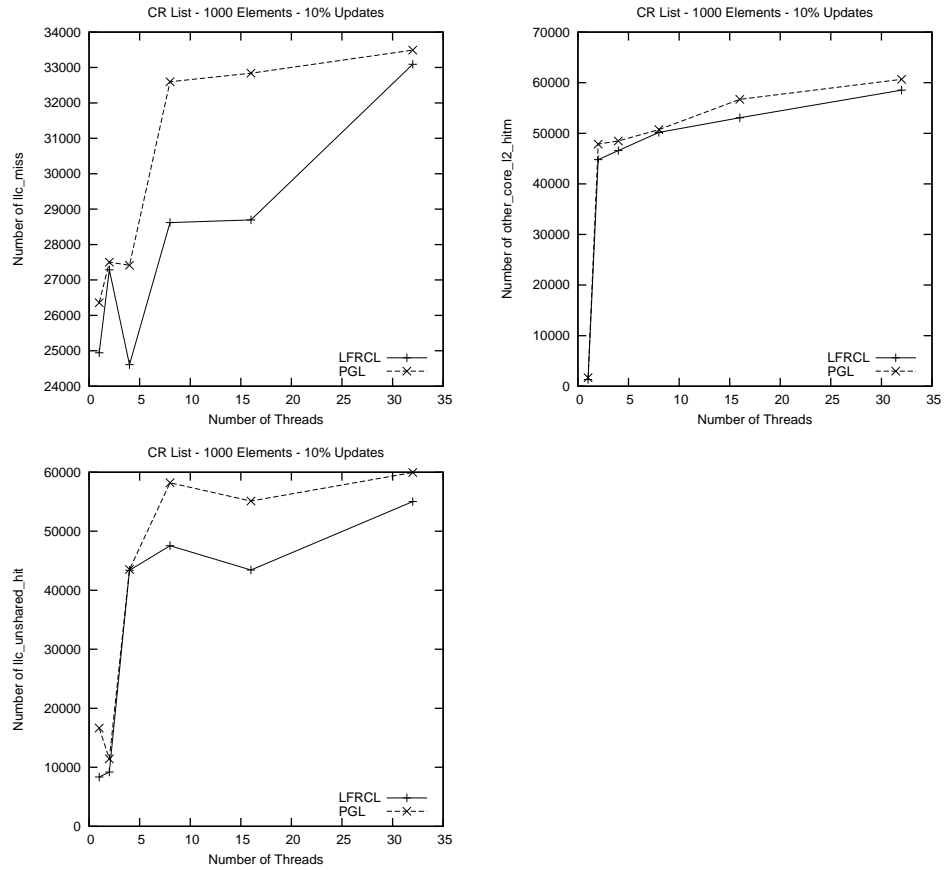 CR List - 1000 Elements - 10% Updates
34000
33000
32000
31000
30000
29000
28000
27000
26000
25000
24000
Number of llc_miss
LFRCL
PGL
0 5 10 15 20 25 30 35
Number of Threads
CR List - 1000 Elements - 10% Updates
70000
60000
50000
40000
30000
20000
10000
0
Number of other_core_l2_hitm
LFRCL
PGL
0 5 10 15 20 25 30 35
Number of Threads
CR List - 1000 Elements - 10% Updates
60000
50000
40000
30000
20000
10000
0
Number of llc_unshared_hit
LFRCL
PGL
0 5 10 15 20 25 30 35
Number of Threads